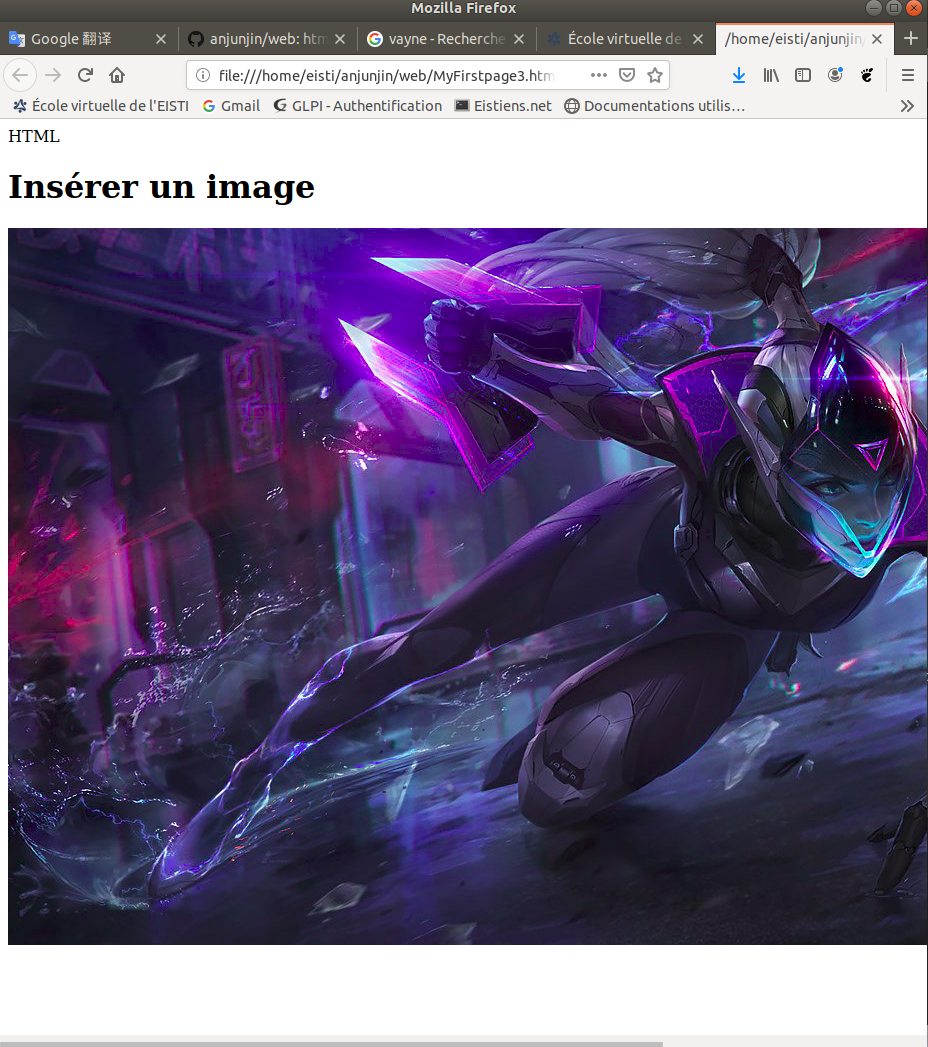 Mozilla Firefox
Google 翻译
anjunjin/web: htm
vayne - Recherche
École virtuelle de
/home/eisti/anjunjin/
file:///home/eisti/anjunjin/web/MyFirstpage3.htm
École virtuelle de l'EISTI
Gmail
GLPI - Authentification
Eistiens.net
Documentations utilis…
HTML
Insérer un image